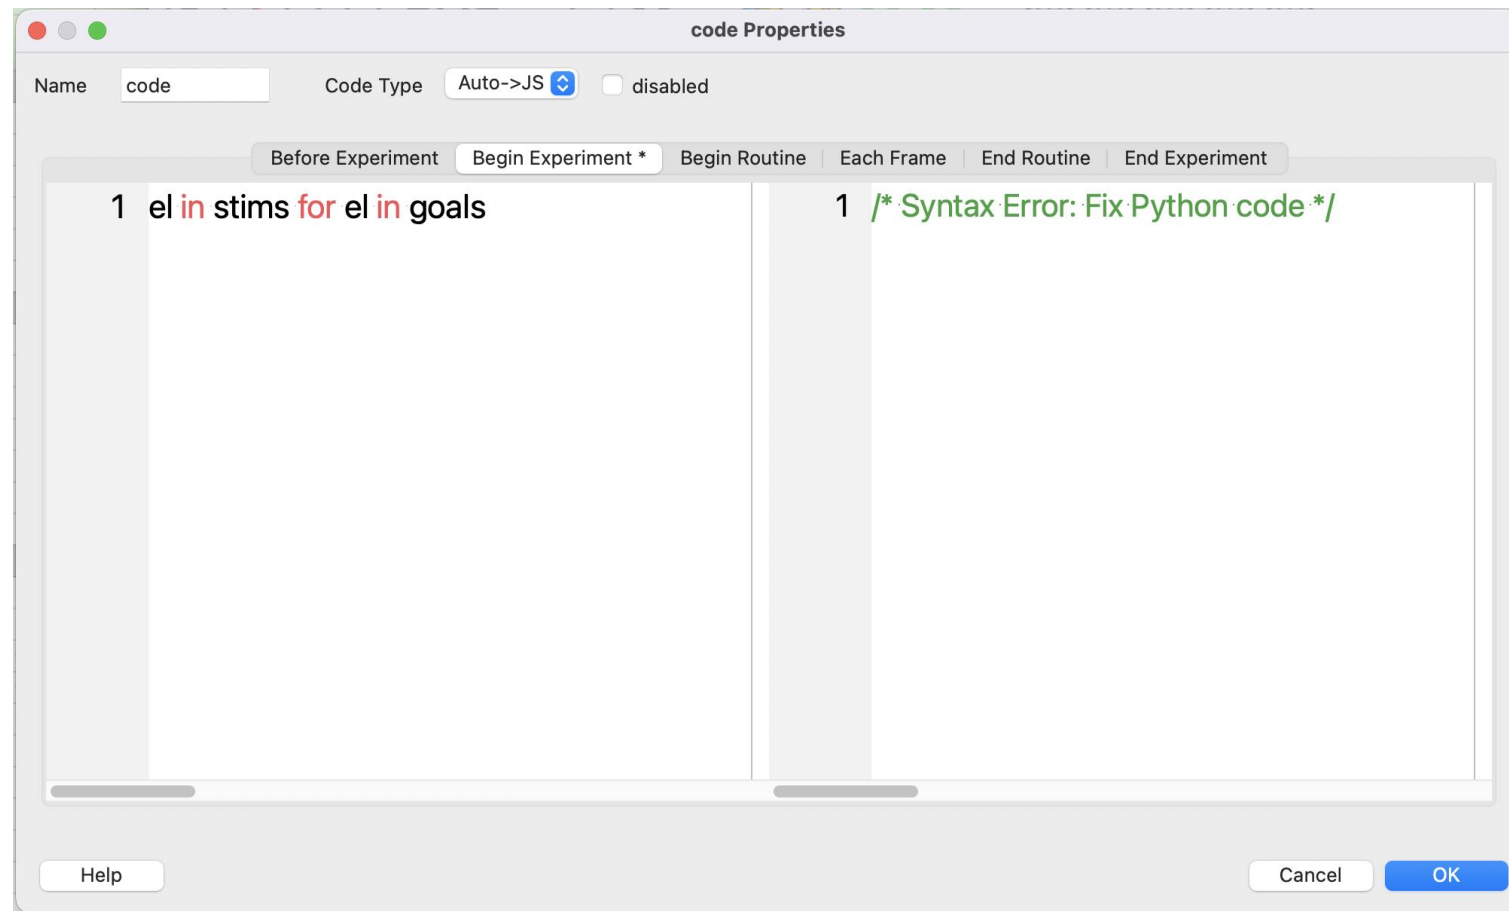 code Properties
Name code Code Type Auto->JS disabled
Before Experiment Begin Experiment * Begin Routine Each Frame End Routine End Experiment
1 el in stims for el in goals
1 /* Syntax Error: Fix Python code */
Help Cancel OK